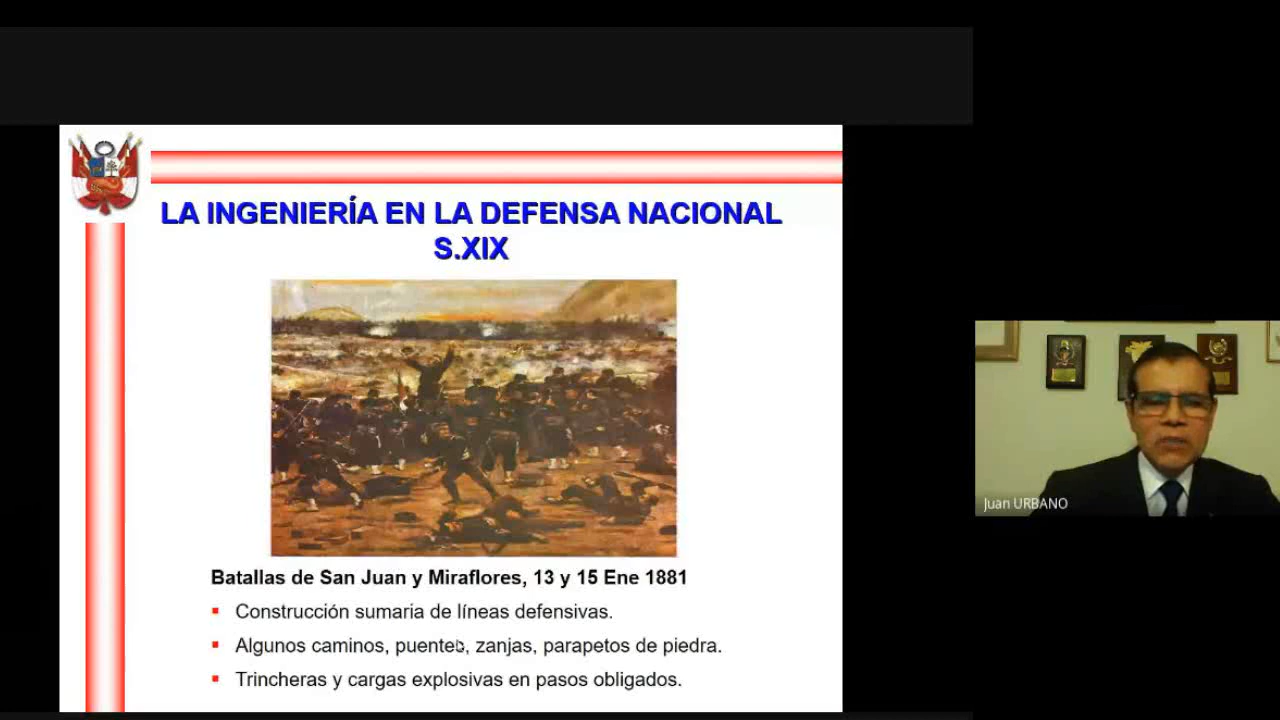 LA INGENIERÍA EN LA DEFENSA NACIONAL
S.XIX
Batallas de San Juan y Miraflores, 13 y 15 Ene 1881
Construcción sumaria de líneas defensivas.
Algunos caminos, puentes, zanjas, parapetos de piedra.
Trincheras y cargas explosivas en pasos obligados.
Juan URBANO